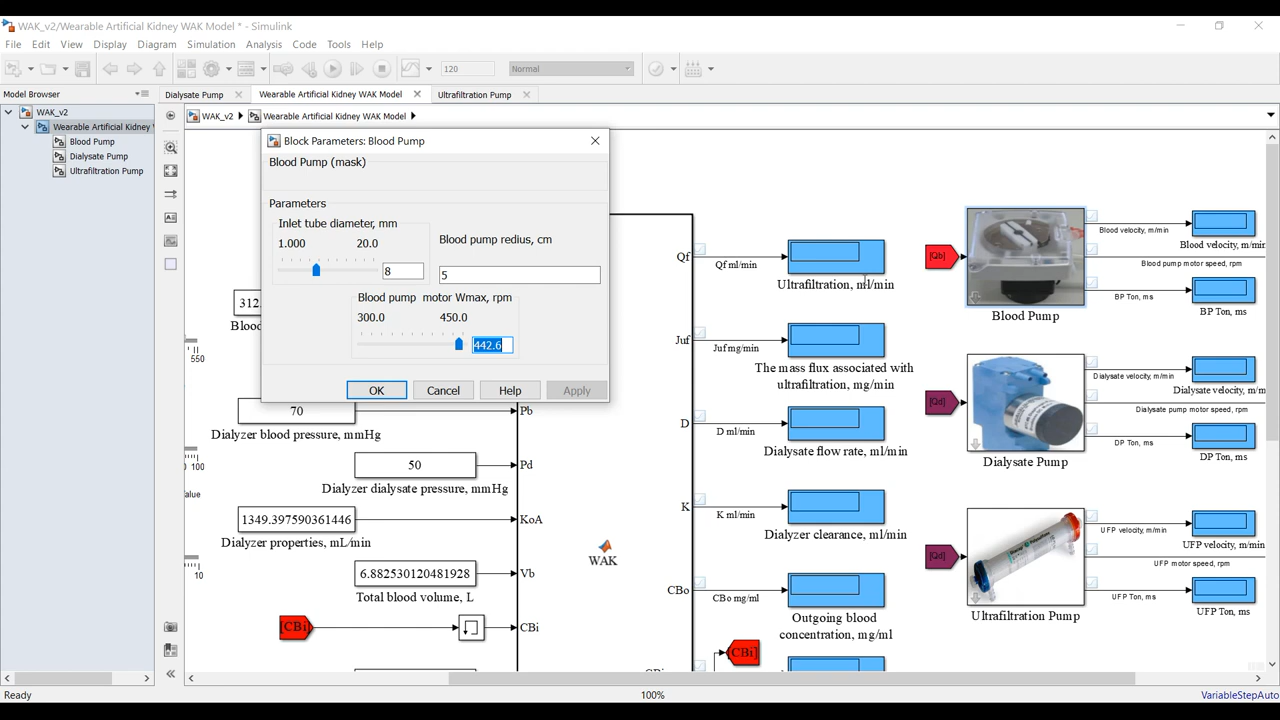 WAK_v2/Wearable Artificial Kidney WAK Model * - Simulink
File Edit View Display Diagram Simulation Analysis Code Tools Help
120
Normal
Model Browser
Dialysate Pump
Wearable Artificial Kidney WAK Model
Ultrafiltration Pump
WAK_v2
Wearable Artificial Kidney WAK Model
WAK_v2
Wearable Artificial Kidney
Blood Pump
Dialysate Pump
Ultrafiltration Pump
Block Parameters: Blood Pump
Blood Pump (mask)
Parameters
Inlet tube diameter, mm
1.000 20.0
8
Blood pump redius, cm
5
Blood pump motor Wmax, rpm
300.0 450.0
442.6
OK Cancel Help Apply
312
Bloo
550
70
Dialyzer blood pressure, mmHg
Pb
100
50
Dialyzer dialysate pressure, mmHg
Pd
value
1349.397590361446
Dialyzer properties, mL/min
KoA
10
6.882530120481928
Total blood volume, L
Vb
[CBi]
CBi
WAK
Qf
Qf ml/min
Ultrafiltration, ml/min
Juf
Juf mg/min
The mass flux associated with
ultrafiltration, mg/min
D
D ml/min
Dialysate flow rate, ml/min
K
K ml/min
Dialyzer clearance, ml/min
CBo
CBo mg/ml
Outgoing blood
concentration, mg/ml
[CBi]
[Qb]
Blood Pump
Blood velocity, m/min
Blood velocity, m/min
Blood pump motor speed, rpm
BP Ton, ms
BP Ton, ms
[Qd]
Dialysate Pump
Dialysate velocity, m/min
Dialysate velocity, m/m
Dialysate pump motor speed, rpm
DP Ton, ms
DP Ton, ms
[Qd]
Ultrafiltration Pump
UFP velocity, m/min
UFP velocity, m/min
UFP motor speed, rpm
UFP Ton, ms
UFP Ton, ms
Ready
100%
VariableStepAuto